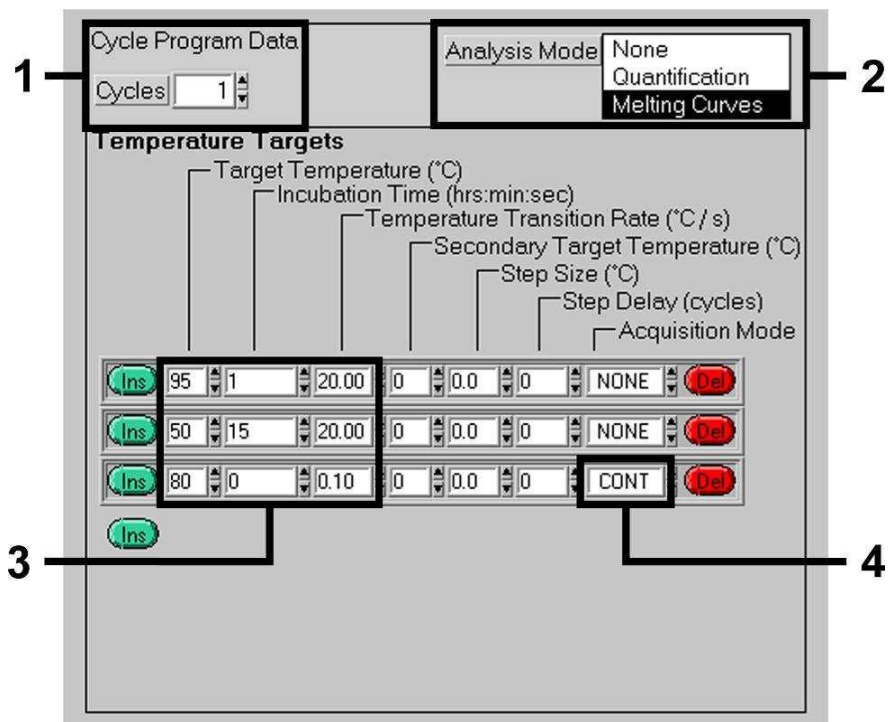 Cycle Program Data
1
Cycles 1
Analysis Mode None
Quantification
Melting Curves
2
Temperature Targets
Target Temperature (°C)
Incubation Time (hrs:min:sec)
Temperature Transition Rate (°C / s)
Secondary Target Temperature (°C)
Step Size (°C)
Step Delay (cycles)
Acquisition Mode
Ins 95 1 20.00 0 0.0 0 NONE Del
Ins 50 15 20.00 0 0.0 0 NONE Del
Ins 80 0 0.10 0 0.0 0 CONT Del
Ins
3
4